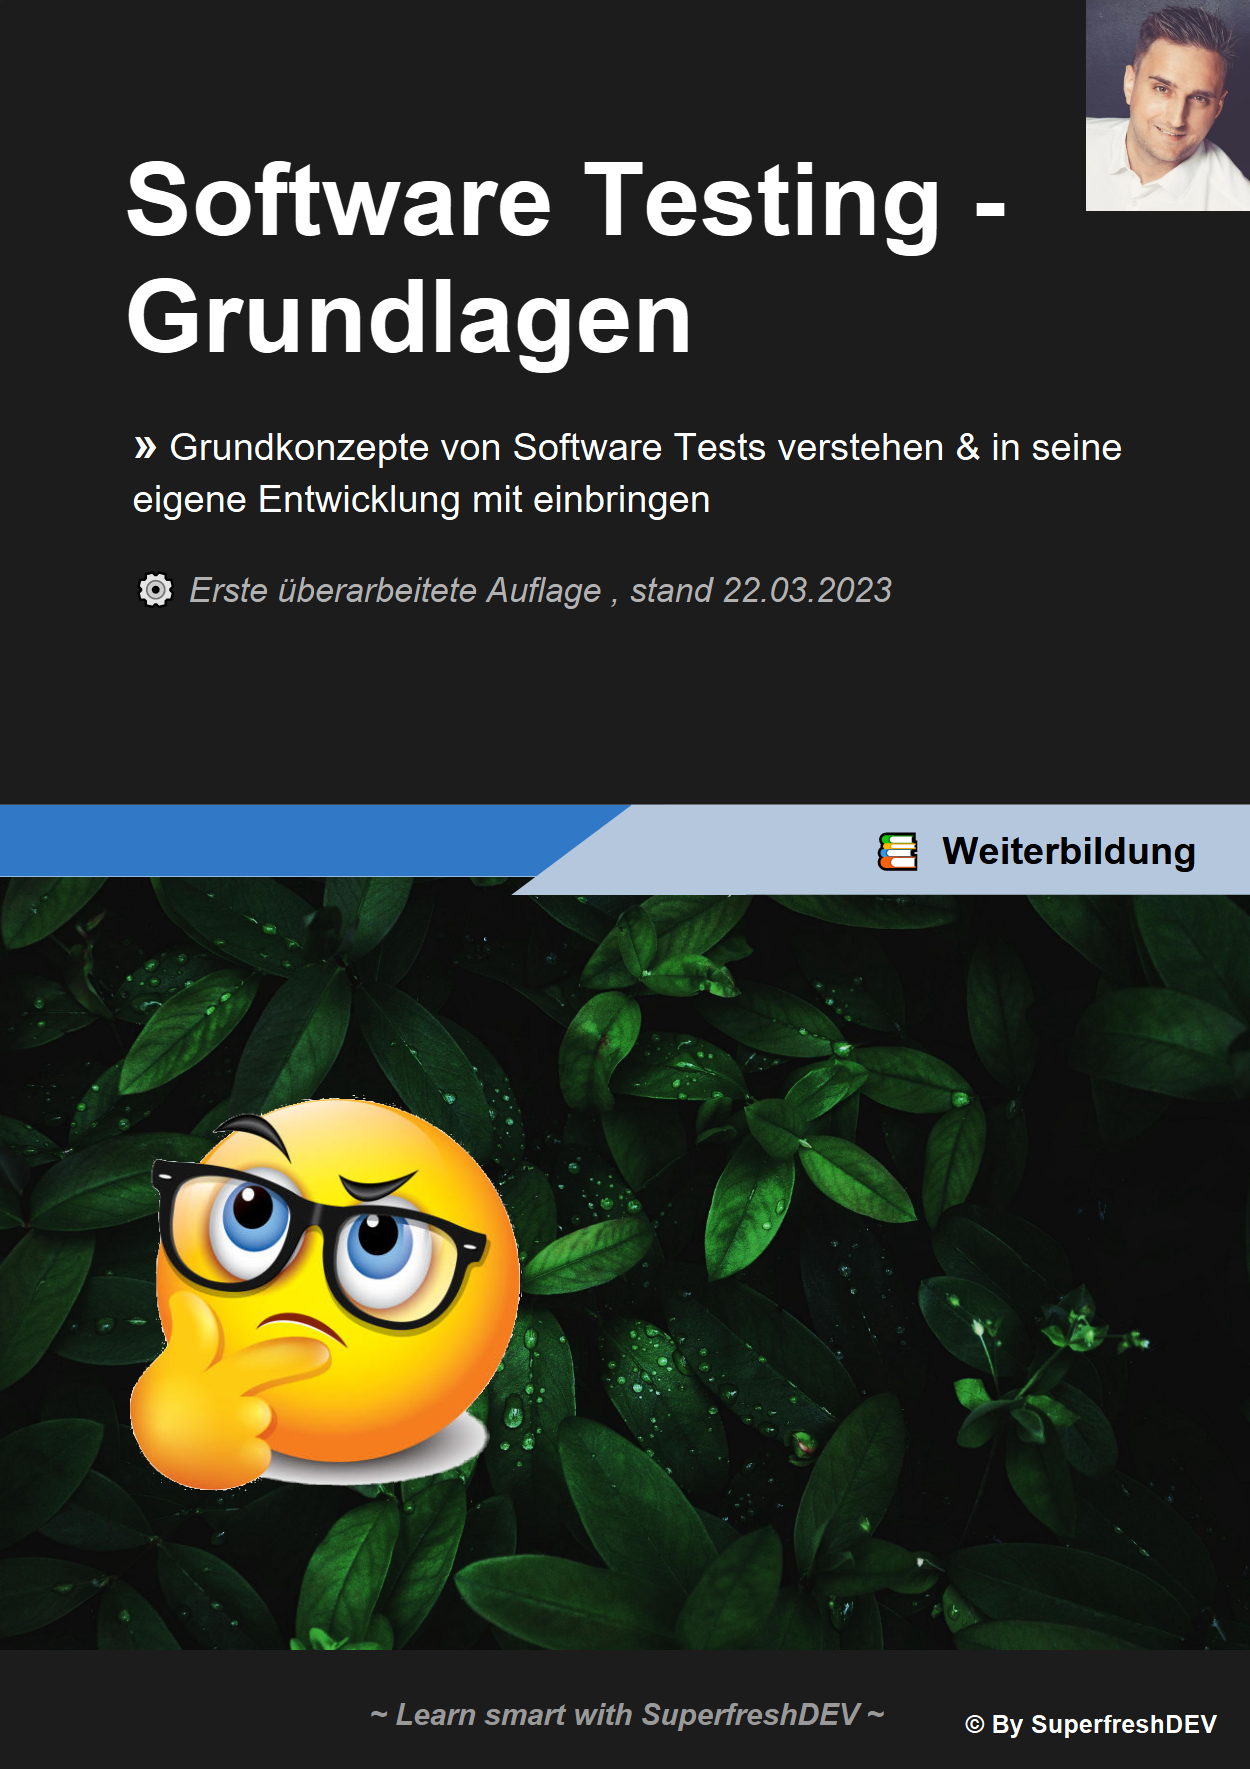 Software Testing -
Grundlagen
» Grundkonzepte von Software Tests verstehen & in seine
eigene Entwicklung mit einbringen
Erste überarbeitete Auflage , stand 22.03.2023
Weiterbildung
~ Learn smart with SuperfreshDEV ~
© By SuperfreshDEV